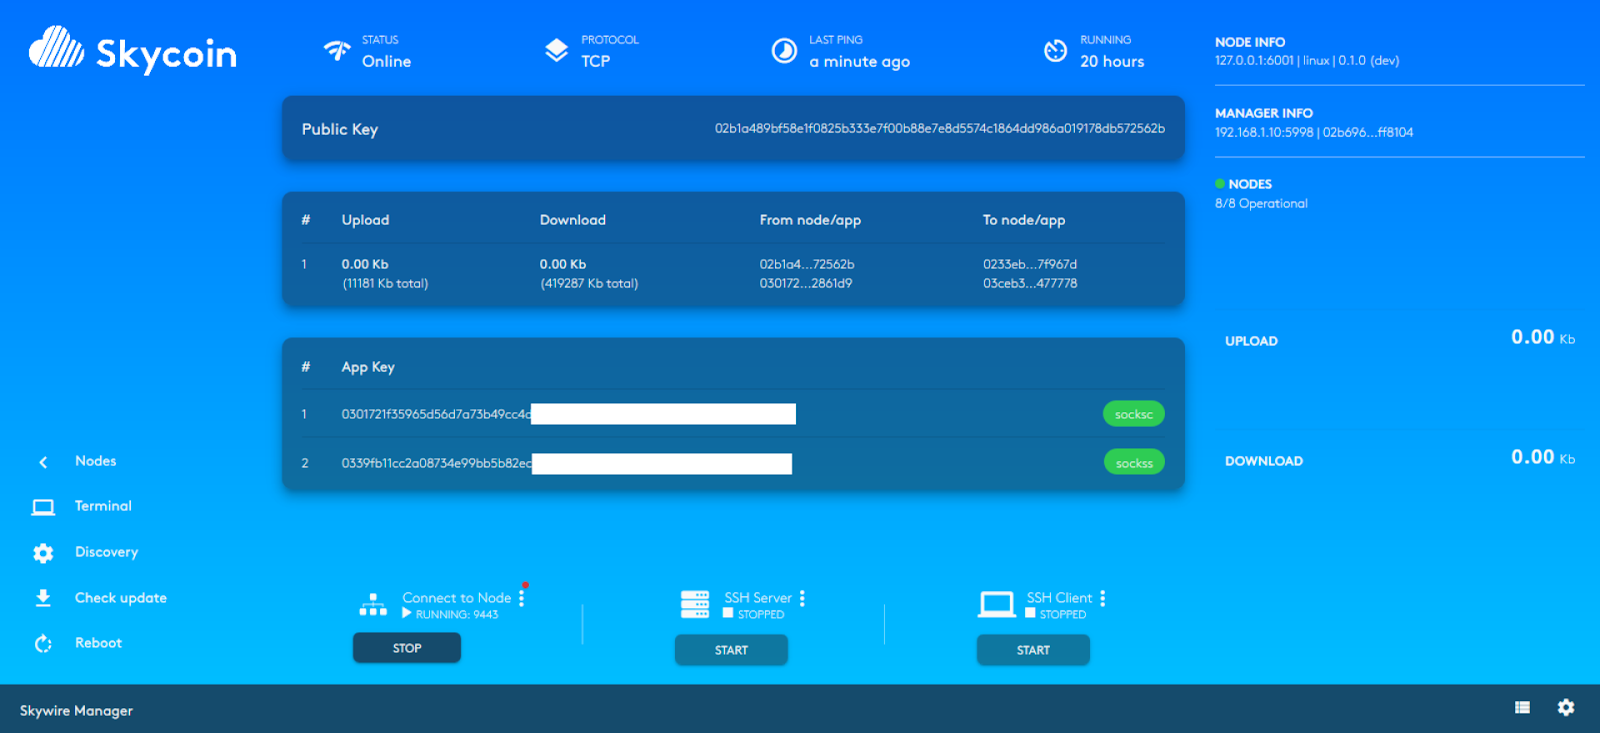 Skycoin
STATUS
Online
PROTOCOL
TCP
LAST PING
a minute ago
RUNNING
20 hours
NODE INFO
127.0.0.1:6001 | linux | 0.1.0 (dev)
MANAGER INFO
192.168.1.10:5998 | 02b696...ff8104
NODES
8/8 Operational
Public Key 02b1a489bf58e1f0825b333e7f00b88e7e8d5574c1864dd986a019178db572562b
# Upload Download From node/app To node/app
1 0.00 Kb 0.00 Kb 02b1a4...72562b 0233eb...7f967d
(11181 Kb total) (419287 Kb total) 030172...2861d9 03ceb3...477778
UPLOAD 0.00 Kb
# App Key
1 0301721f35965d56d7a73b49cc4c socksc
2 0339fb11cc2a08734e99bb5b82ec sockss
DOWNLOAD 0.00 Kb
Nodes
Terminal
Discovery
Check update
Reboot
Connect to Node
RUNNING: 9443
STOP
SSH Server
STOPPED
START
SSH Client
STOPPED
START
Skywire Manager